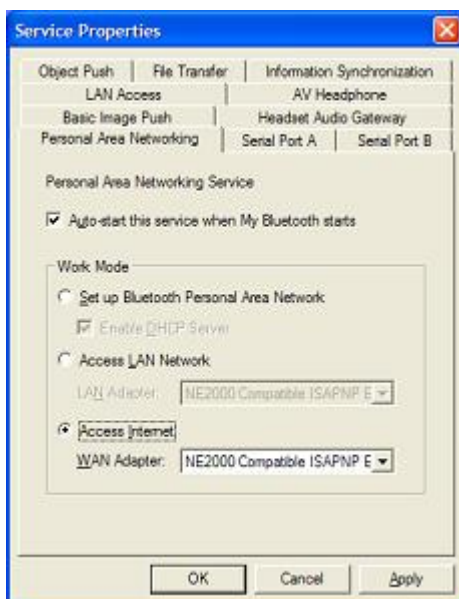 Service Properties
Object Push File Transfer Information Synchronization
LAN Access AV Headphone
Basic Image Push Headset Audio Gateway
Personal Area Networking Serial Port A Serial Port B
Personal Area Networking Service
Auto-start this service when My Bluetooth starts
Work Mode
Set up Bluetooth Personal Area Network
Enable DHCP Server
Access LAN Network
LAN Adapter: NE2000 Compatible ISAPNP E
Access Internet
WAN Adapter: NE2000 Compatible ISAPNP E
OK Cancel Apply